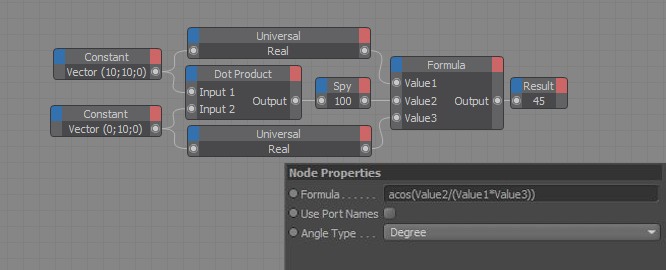 Universal
Real
Constant
Vector (10;10;0)
Dot Product
Input 1
Input 2
Output
Constant
Vector (0;10;0)
Universal
Real
Spy
100
Formula
Value1
Value2
Output
Value3
Result
45
Node Properties
Formula . . . . . . acos(Value2/(Value1*Value3))
Use Port Names
Angle Type . . . Degree